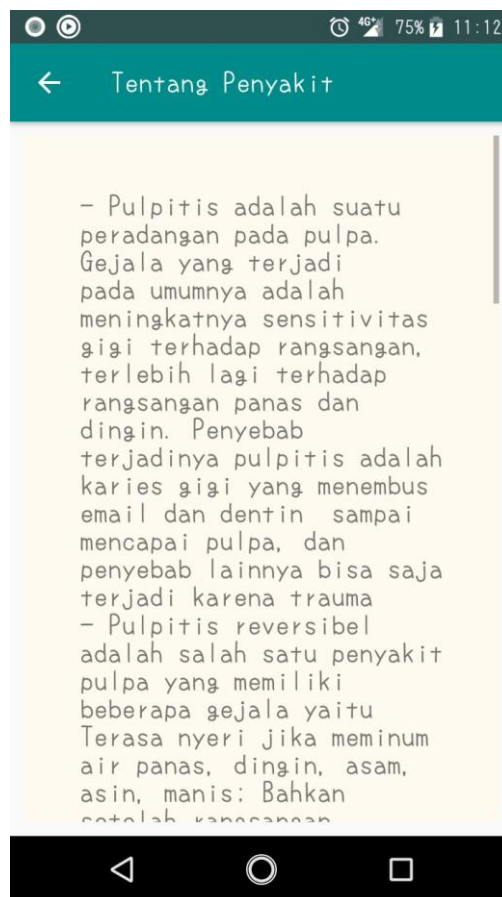 4G+ 75% 11:12
Tentang Penyakit
- Pulpitis adalah suatu
peradangan pada pulpa.
Gejala yang terjadi
pada umumnya adalah
meningkatnya sensitivitas
gigi terhadap rangsangan,
terlebih lagi terhadap
rangsangan panas dan
dingin. Penyebab
terjadinya pulpitis adalah
karies gigi yang menembus
email dan dentin sampai
mencapai pulpa, dan
penyebab lainnya bisa saja
terjadi karena trauma
- Pulpitis reversibel
adalah salah satu penyakit
pulpa yang memiliki
beberapa gejala yaitu
Terasa nyeri jika meminum
air panas, dingin, asam,
asin, manis: Bahkan